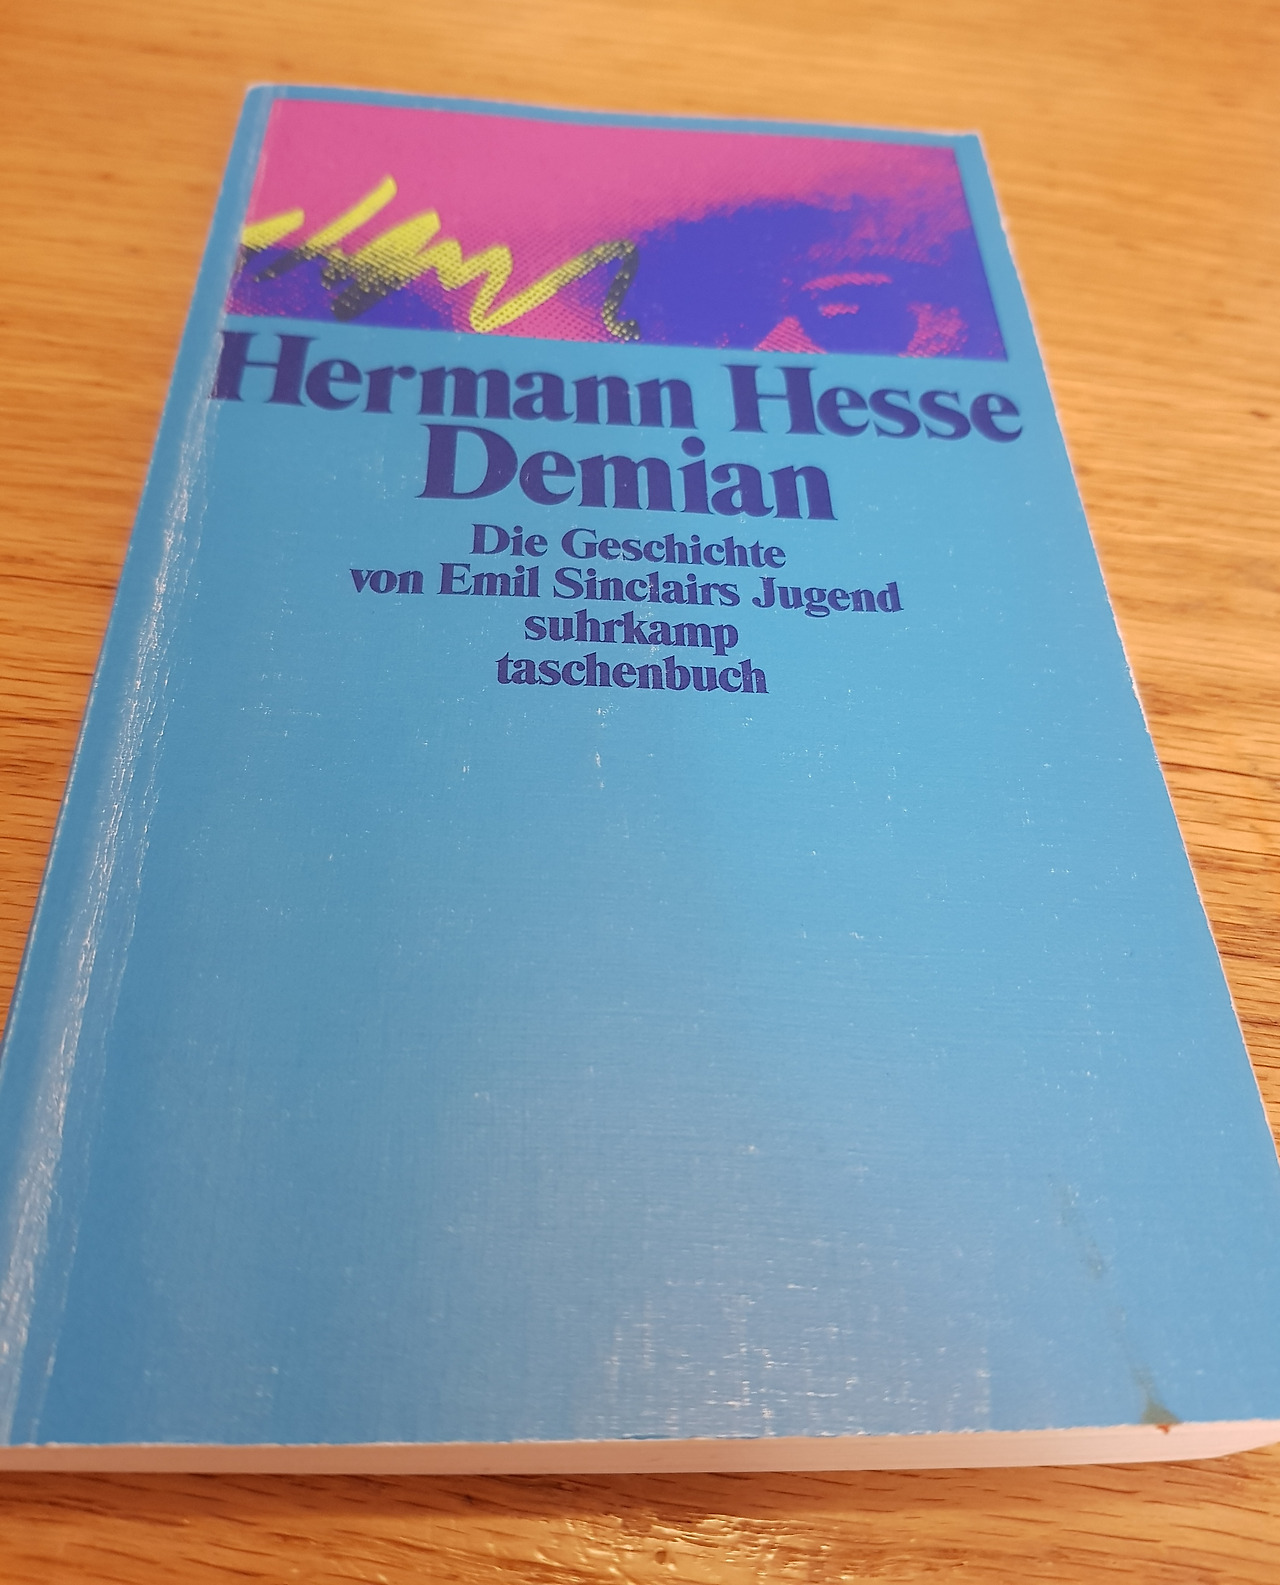 Hermann Hesse
Demian
Die Geschichte
von Emil Sinclairs Jugend
suhrkamp
taschenbuch